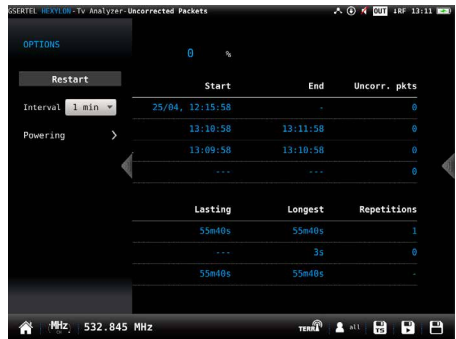 GSERTEL HEXYLON-Tv Analyzer-Uncorrected Packets OUT iRF 13:11
OPTIONS
0 %
Restart
Start End Uncorr. pkts
Interval 1 min
25/04, 12:15:58 - 0
13:10:58 13:11:58 0
Powering >
13:09:58 13:10:58 0
--- --- 0
Lasting Longest Repetitions
55m40s 55m40s 1
--- 3s 0
55m40s 55m40s -
MHz CH 532.845 MHz TERRA all TS